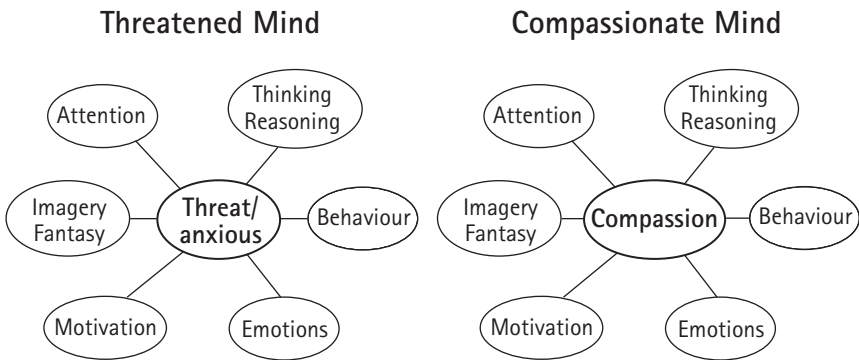 Threatened Mind
Attention
Thinking
Reasoning
Imagery
Fantasy
Threat/
anxious
Behaviour
Motivation
Emotions
Compassionate Mind
Attention
Thinking
Reasoning
Imagery
Fantasy
Compassion
Behaviour
Motivation
Emotions